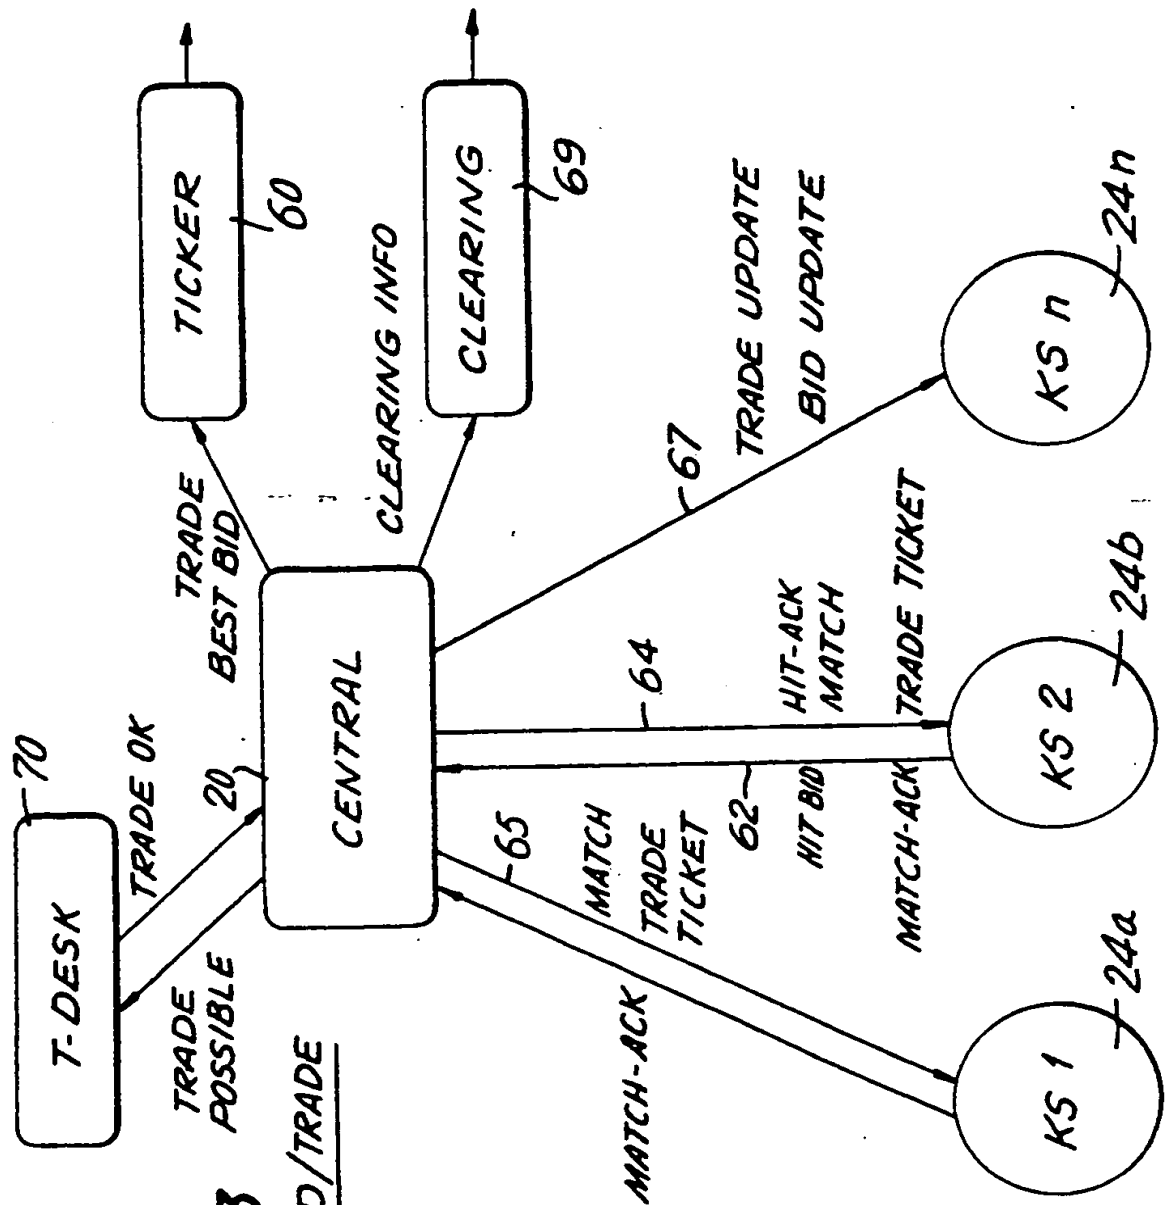 T-DESK
70
TRADE OK
TRADE
POSSIBLE
20
CENTRAL
TRADE
BEST BID
TICKER
60
CLEARING INFO
CLEARING
69
65
MATCH
TRADE
TICKET
MATCH-ACK
62
HIT BID
MATCH-ACK
64
HIT-ACK
MATCH
TRADE TICKET
67
TRADE UPDATE
BID UPDATE
KS 1
24a
KS 2
24b
KS n
24n
/TRADE